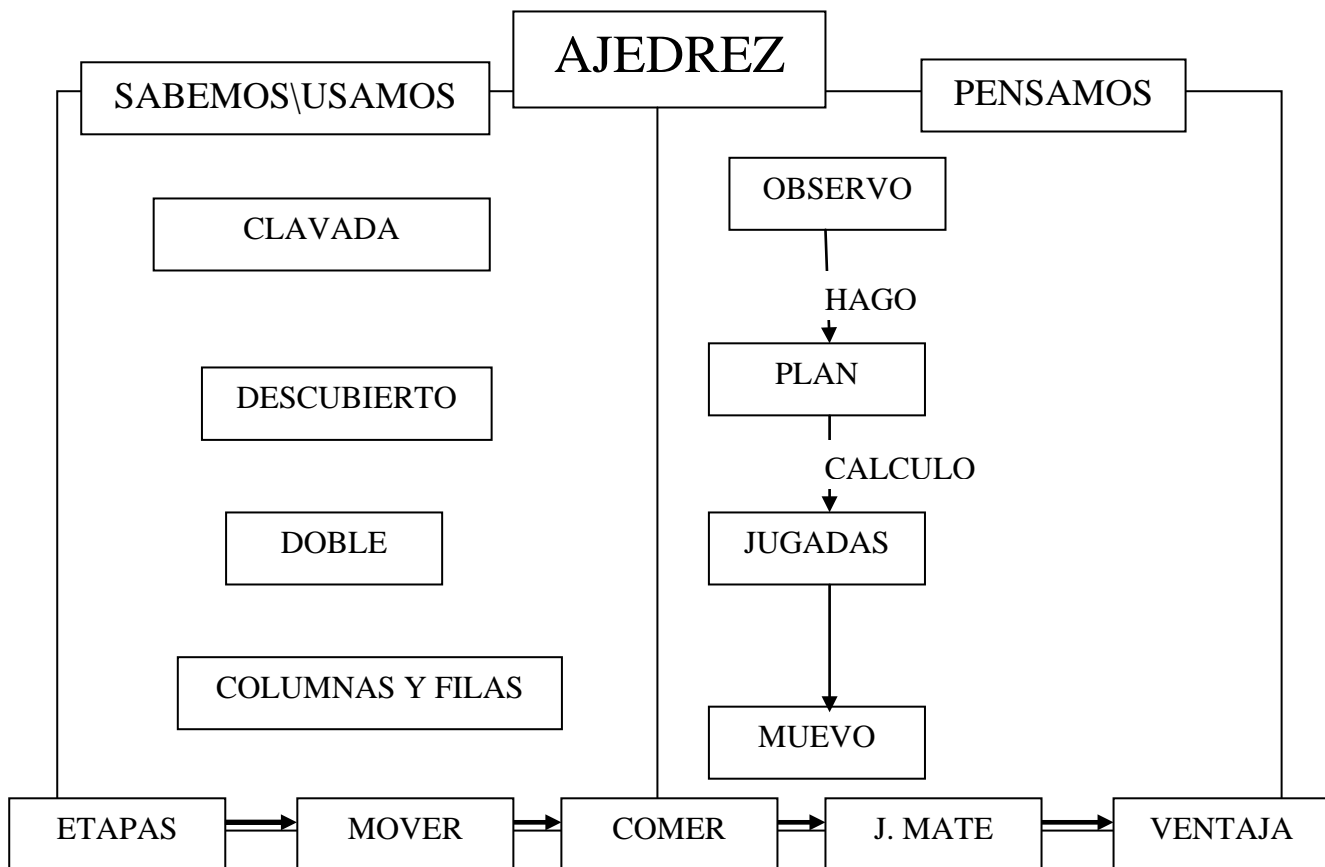 AJEDREZ
SABEMOS\USAMOS
PENSAMOS
CLAVADA
DESCUBIERTO
DOBLE
COLUMNAS Y FILAS
OBSERVO
HAGO
PLAN
CALCULO
JUGADAS
MUEVO
ETAPAS
MOVER
COMER
J. MATE
VENTAJA